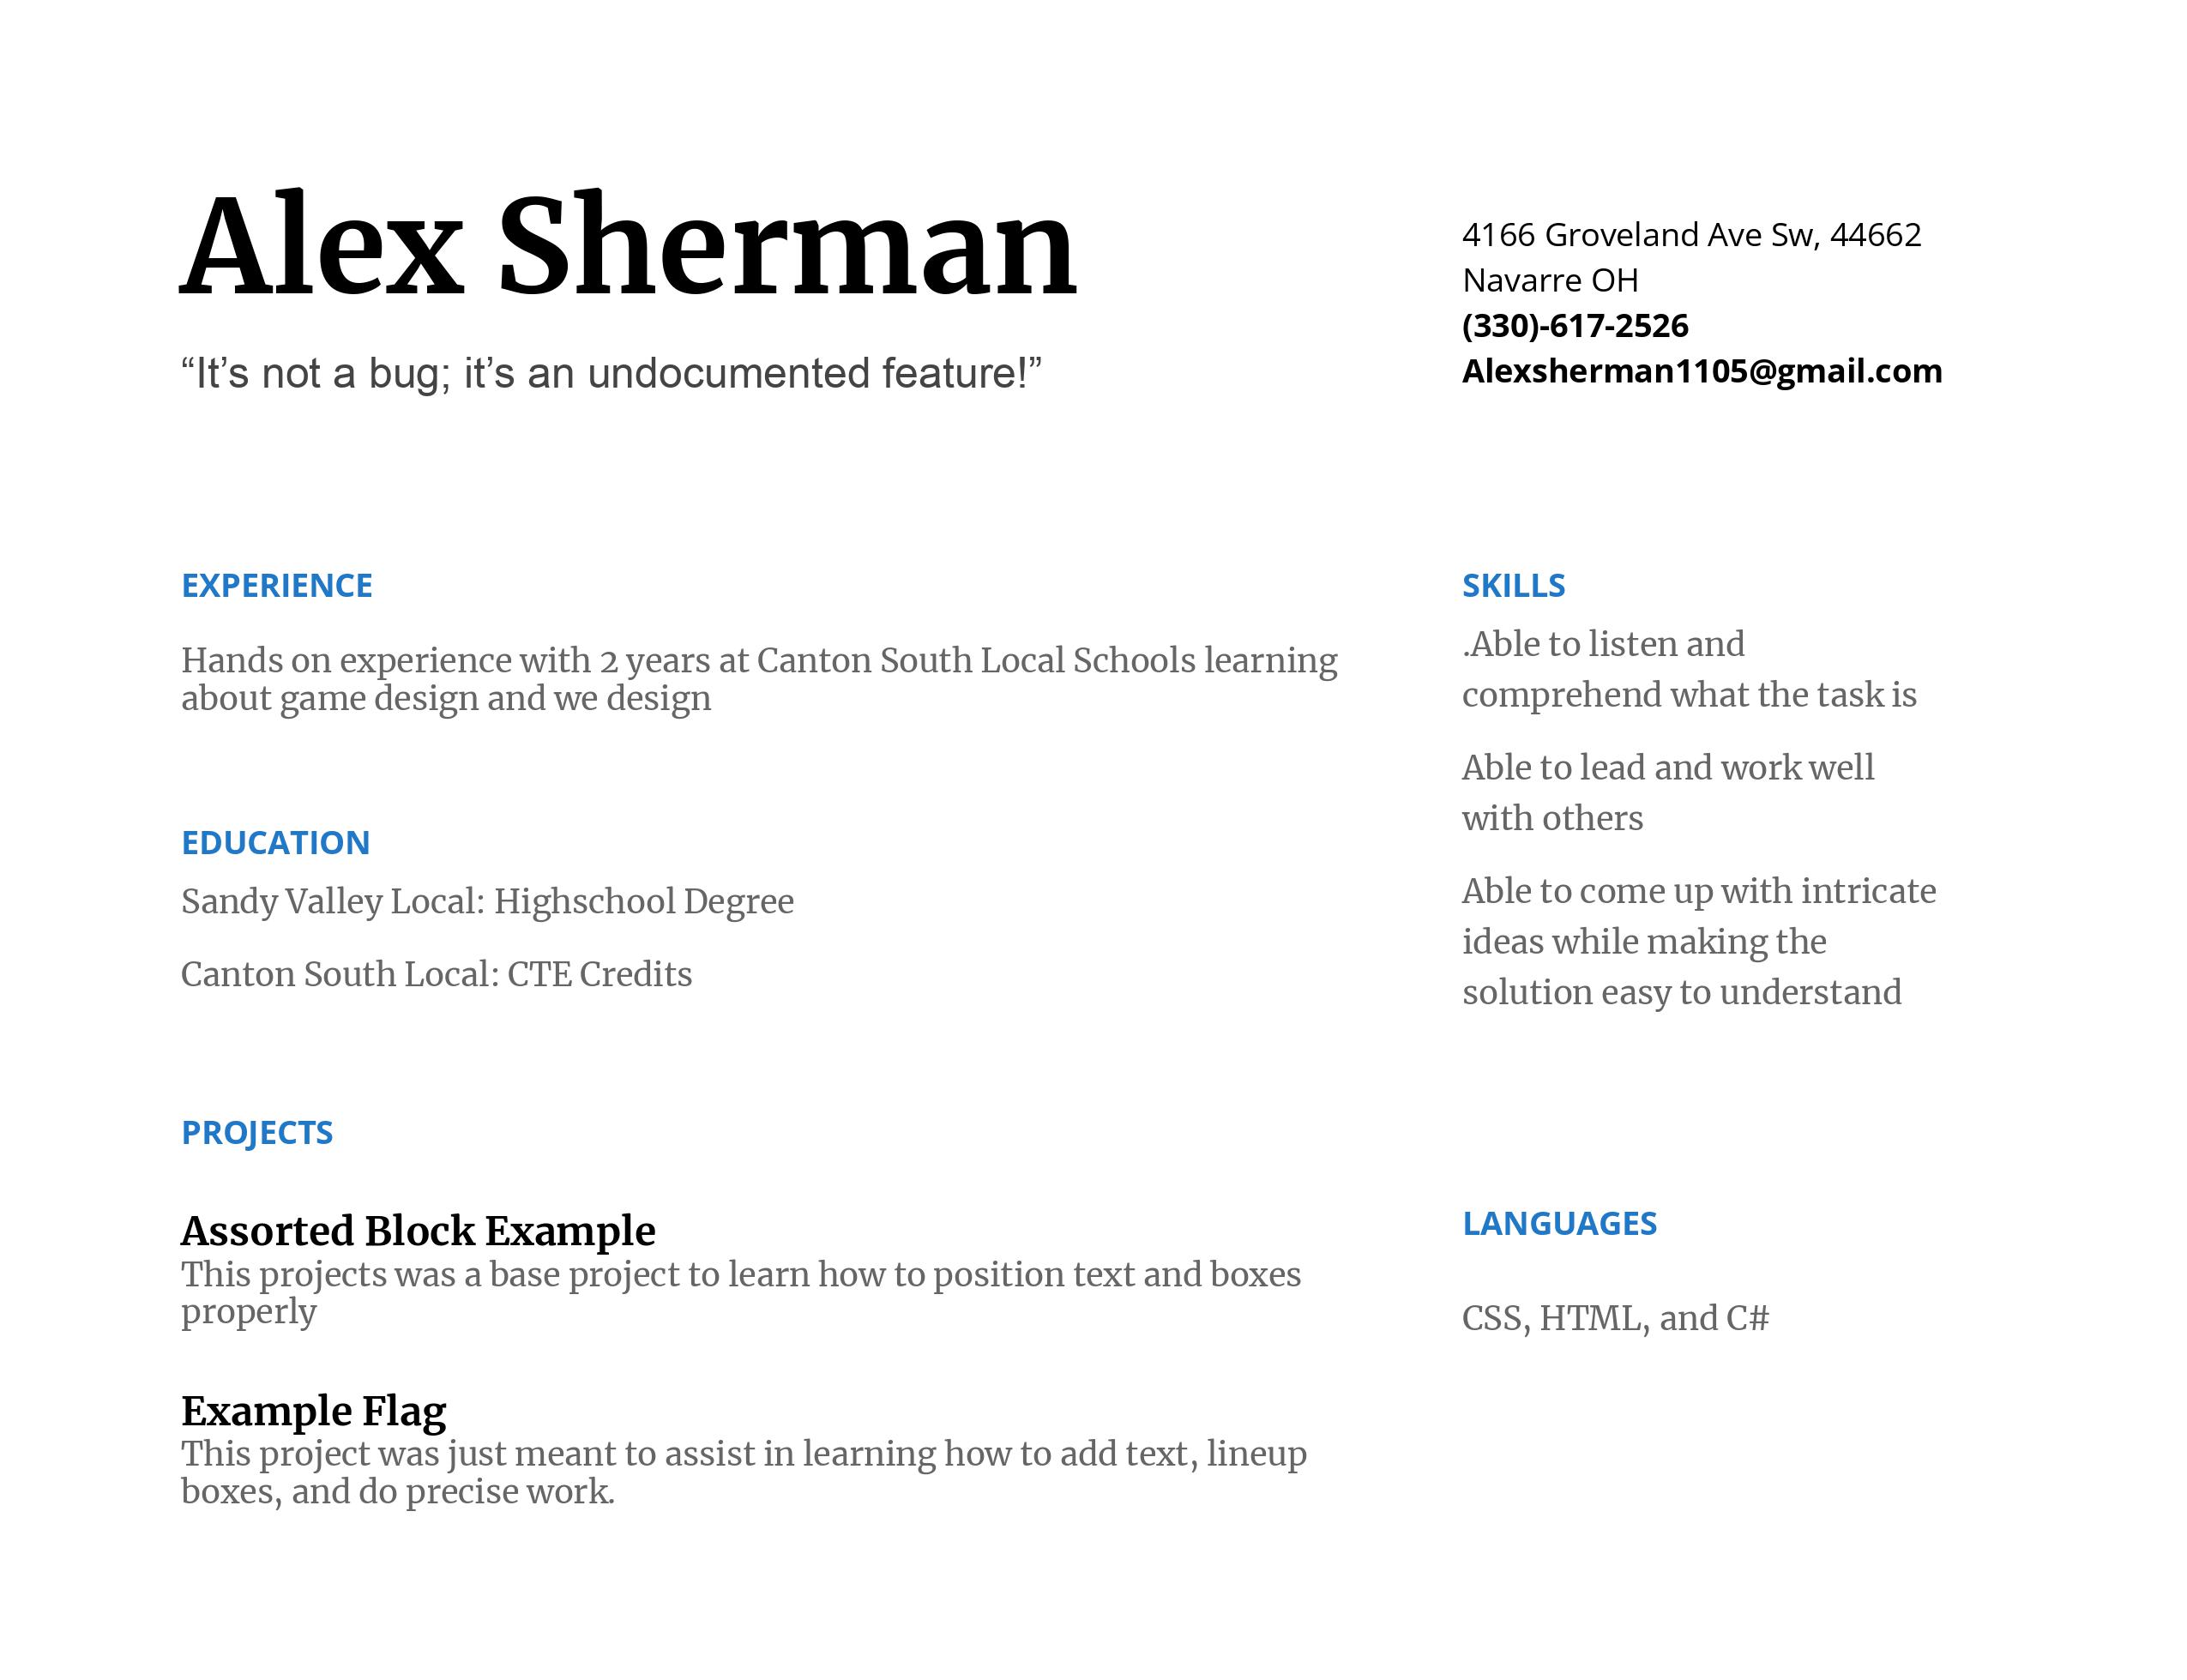 Alex Sherman
“It’s not a bug; it’s an undocumented feature!”
4166 Groveland Ave Sw, 44662
Navarre OH
(330)-617-2526
Alexsherman1105@gmail.com
EXPERIENCE
Hands on experience with 2 years at Canton South Local Schools learning
about game design and we design
EDUCATION
Sandy Valley Local: Highschool Degree
Canton South Local: CTE Credits
PROJECTS
Assorted Block Example
This projects was a base project to learn how to position text and boxes
properly
Example Flag
This project was just meant to assist in learning how to add text, lineup
boxes, and do precise work.
SKILLS
.Able to listen and
comprehend what the task is
Able to lead and work well
with others
Able to come up with intricate
ideas while making the
solution easy to understand
LANGUAGES
CSS, HTML, and C#